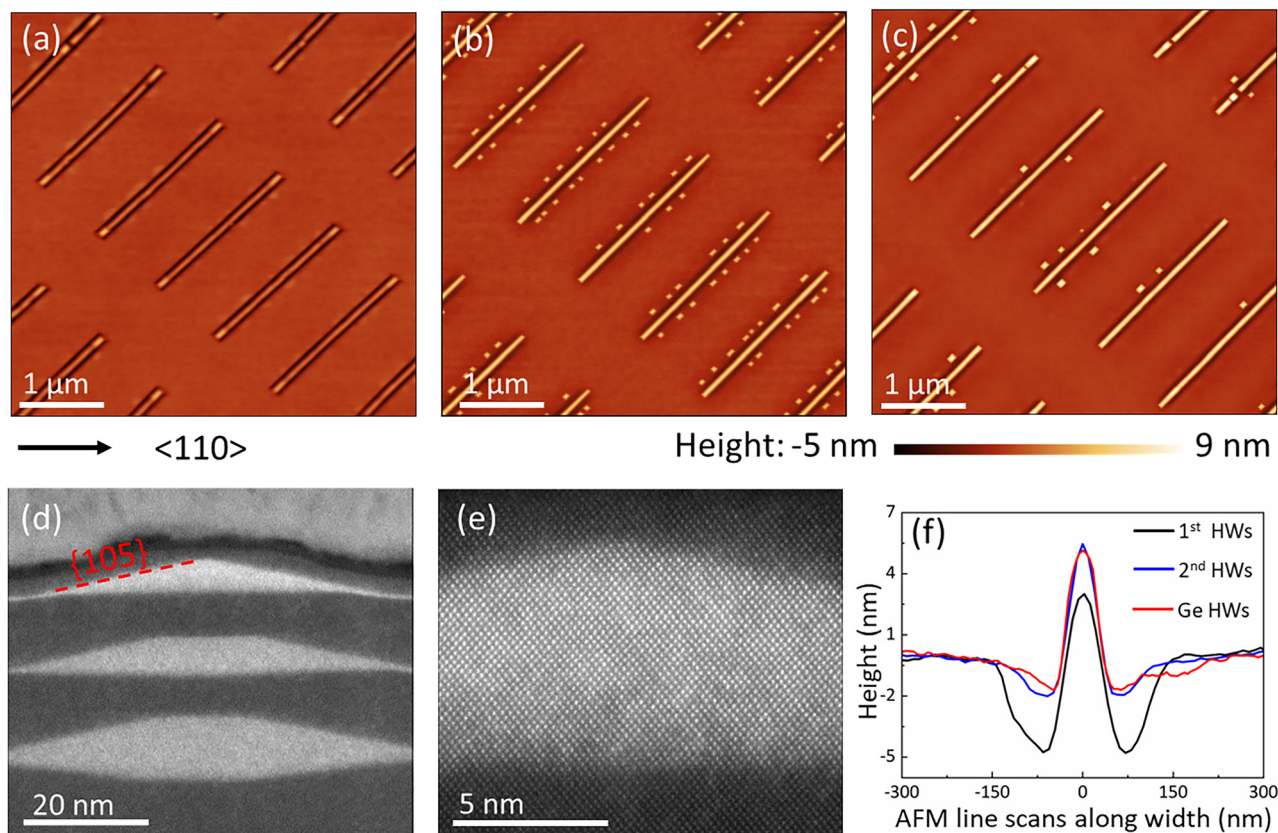 (a)
(b)
(c)
1 μm
1 μm
1 μm
<110>
Height: -5 nm
9 nm
(d)
{105}
20 nm
(e)
5 nm
(f)
1st HWs
2nd HWs
Ge HWs
Height (nm)
7
1
-2
-5
-300
-150
0
150
300
AFM line scans along width (nm)